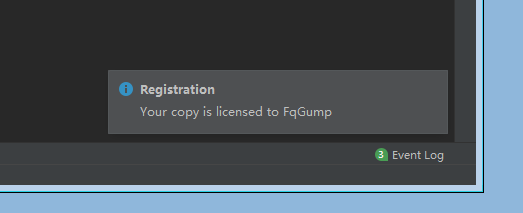 Registration
Your copy is licensed to FqGump
3 Event Log